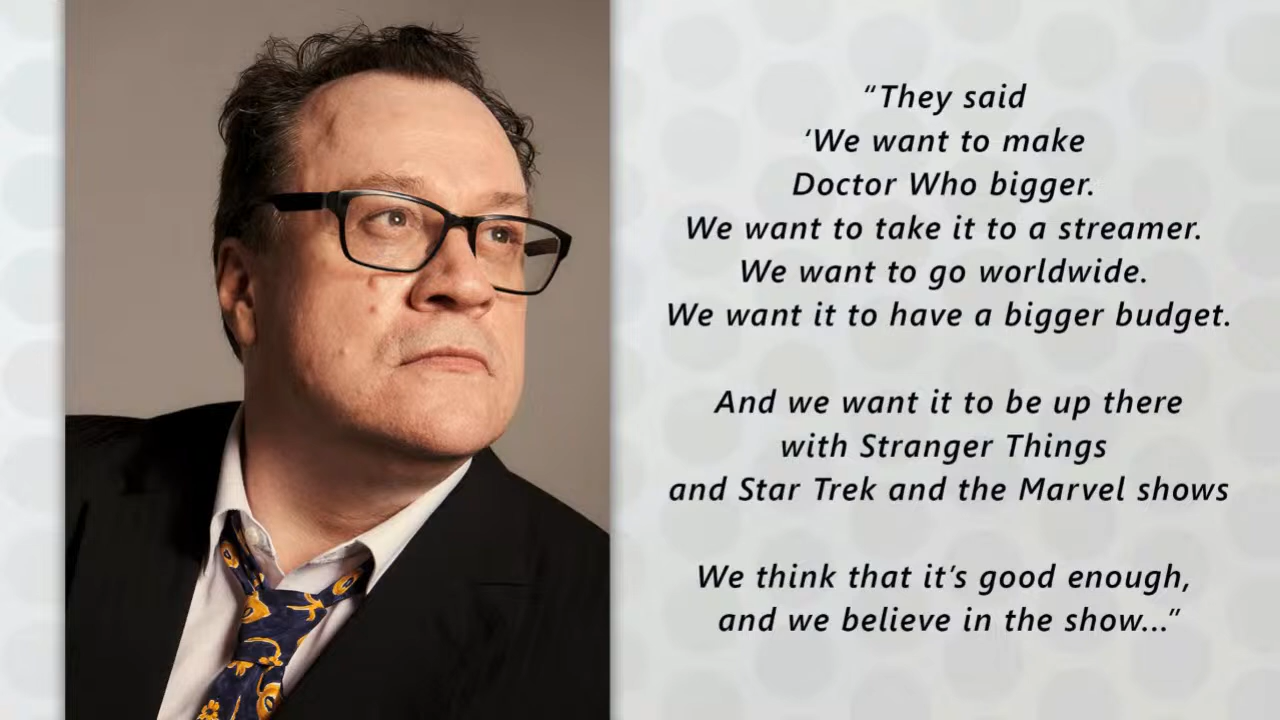 “They said
‘We want to make
Doctor Who bigger.
We want to take it to a streamer.
We want to go worldwide.
We want it to have a bigger budget.
And we want it to be up there
with Stranger Things
and Star Trek and the Marvel shows
We think that it’s good enough,
and we believe in the show...”